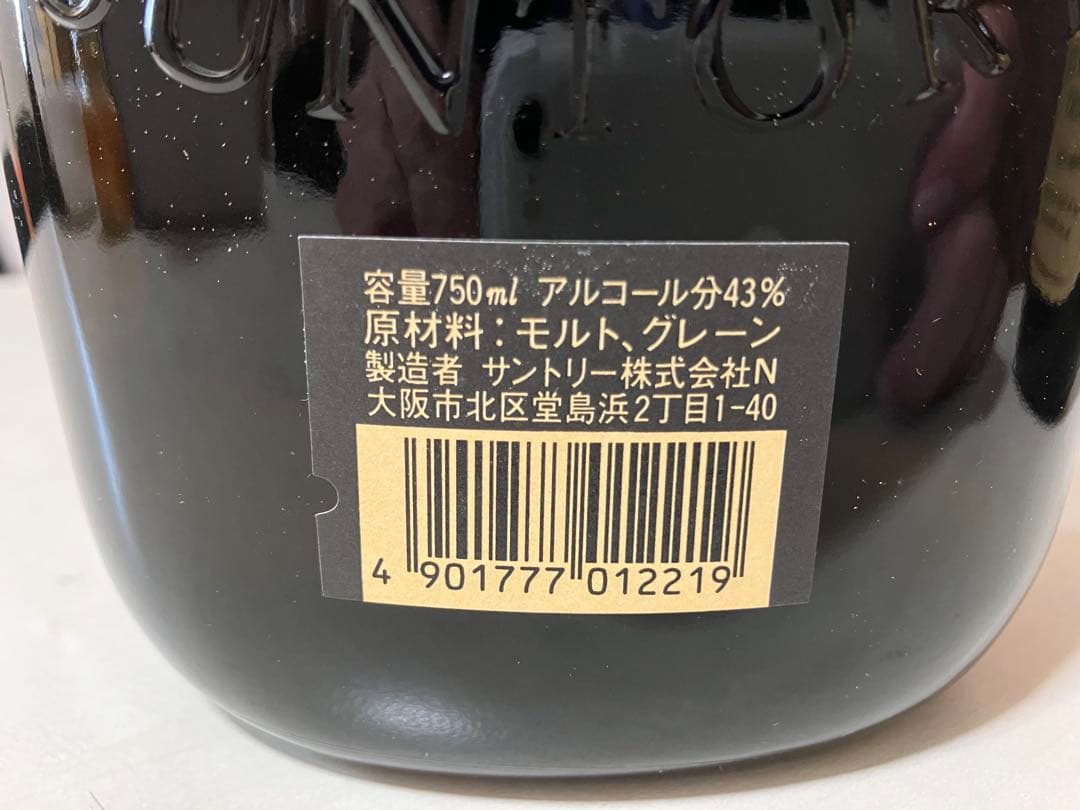 SUNTOR
容量750ml アルコール分43%
原材料：モルト、グレーン
製造者 サントリー株式会社N
大阪市北区堂島浜2丁目1-40
4 901777 012219